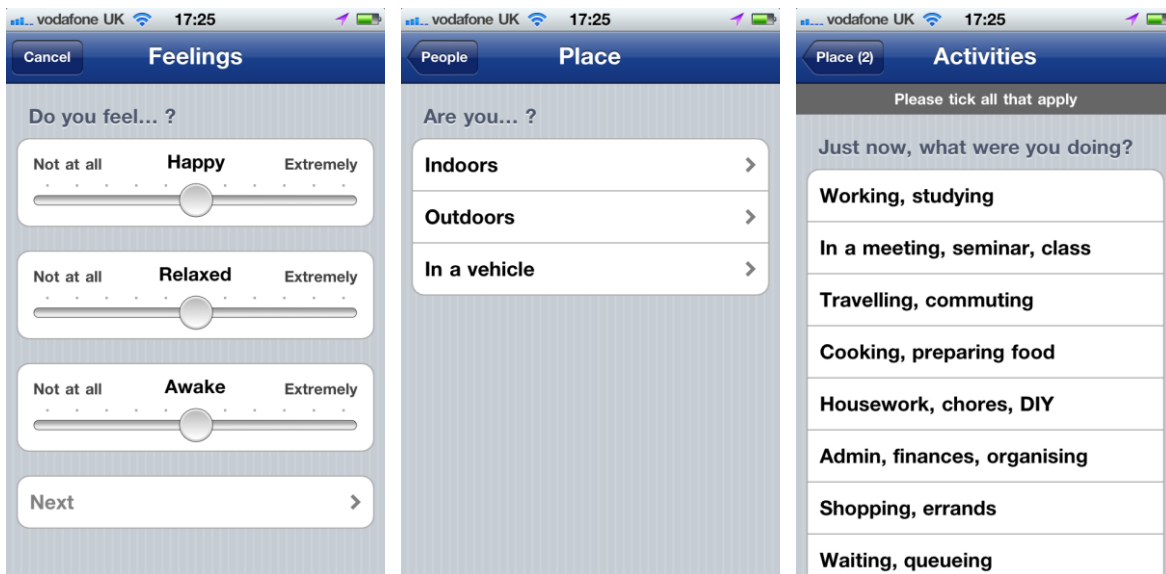 vodafone UK 17:25
Cancel Feelings
Do you feel... ?
Not at all Happy Extremely
Not at all Relaxed Extremely
Not at all Awake Extremely
Next
vodafone UK 17:25
People Place
Are you... ?
Indoors
Outdoors
In a vehicle
vodafone UK 17:25
Place (2) Activities
Please tick all that apply
Just now, what were you doing?
Working, studying
In a meeting, seminar, class
Travelling, commuting
Cooking, preparing food
Housework, chores, DIY
Admin, finances, organising
Shopping, errands
Waiting, queueing